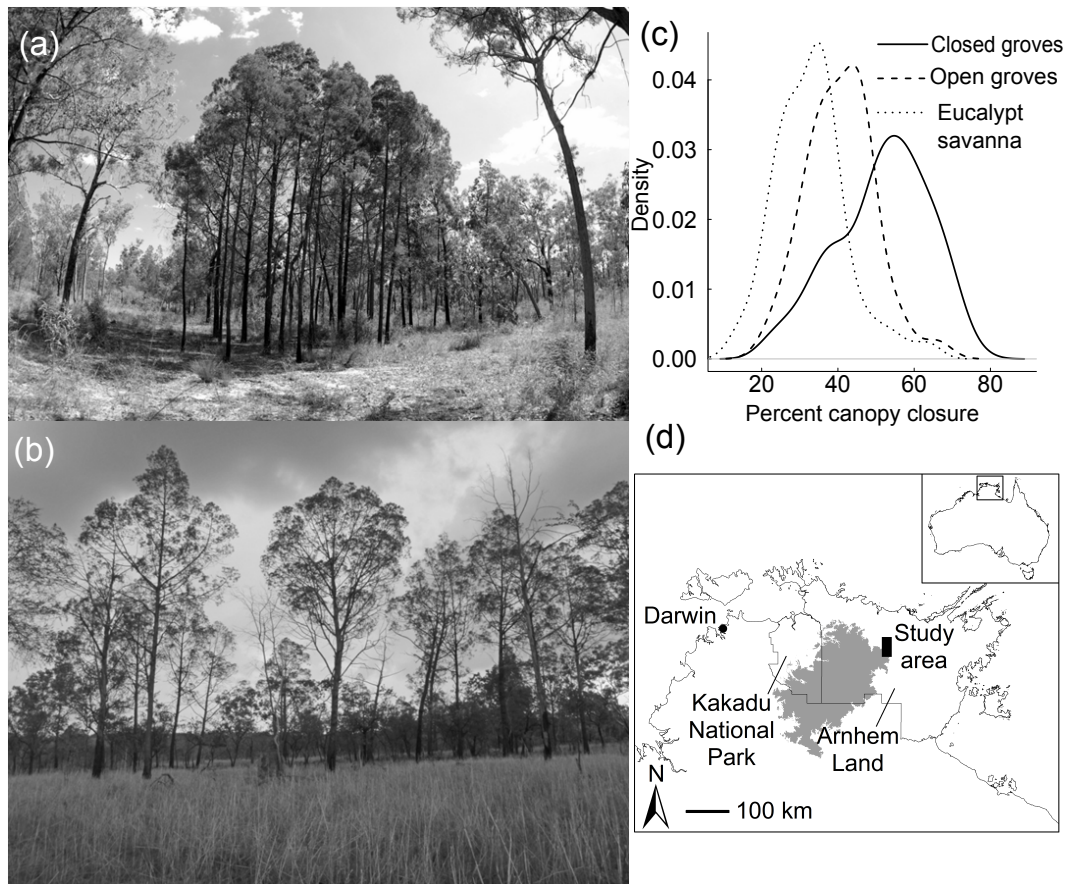 (a)
(b)
(c)
Closed groves
Open groves
Eucalypt
savanna
Density
0.04
0.03
0.02
0.01
0.00
20
40
60
80
Percent canopy closure
(d)
Darwin
Study
area
Kakadu
National
Park
Arnhem
Land
N
100 km